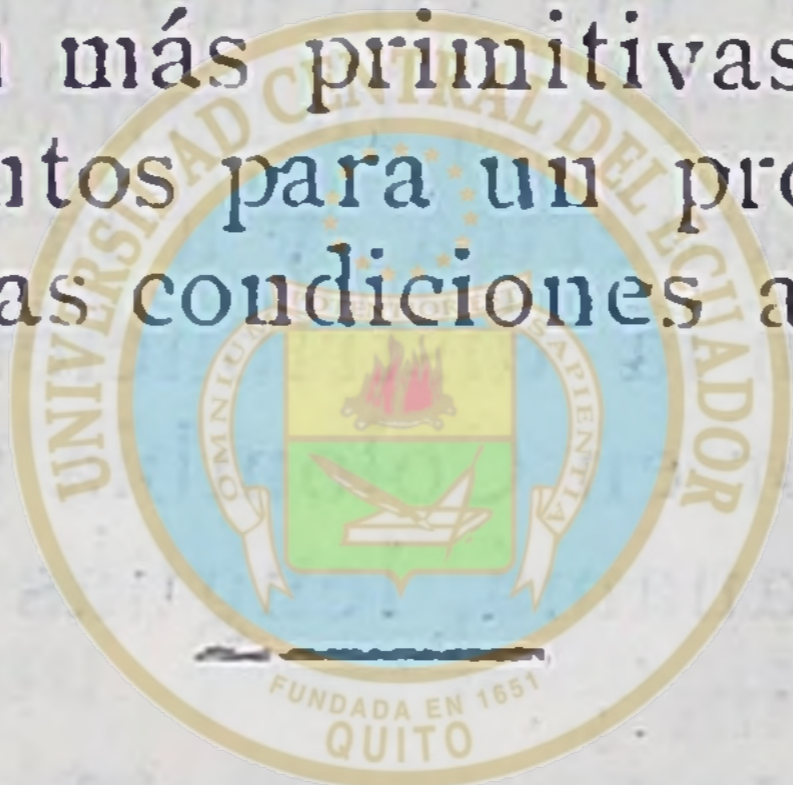 más primitivas
ntos para un pro
as condiciones a
UNIVERSIDAD CENTRAL DEL ECUADOR
OMNIUM POTENTIOR EST SAPIENTIA
FUNDADA EN 1651
QUITO